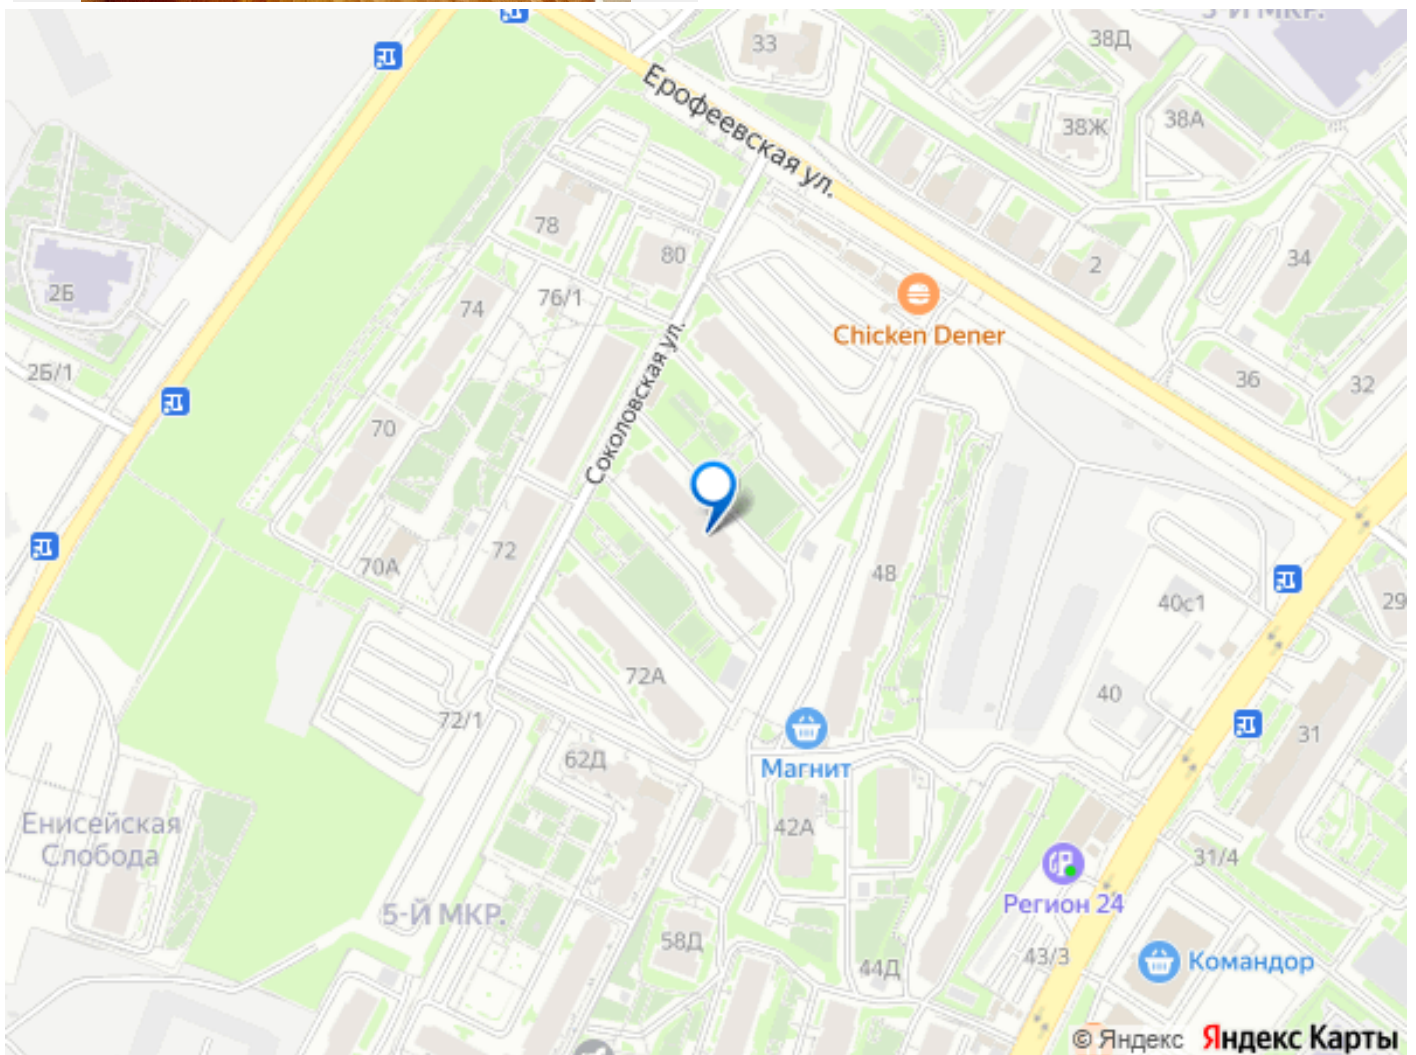 5-Й МКР.
33
38Д
Ерофеевская ул.
38Ж
38А
78
80
2
34
2Б
74
76/1
Chicken Dener
2Б/1
36
32
Соколовская ул.
70
72
70А
48
40с1
29
72А
40
72/1
31
Магнит
62Д
42А
Енисейская
Слобода
31/4
5-Й МКР.
Регион 24
58Д
44Д
43/3
Командор
© Яндекс Яндекс Карты